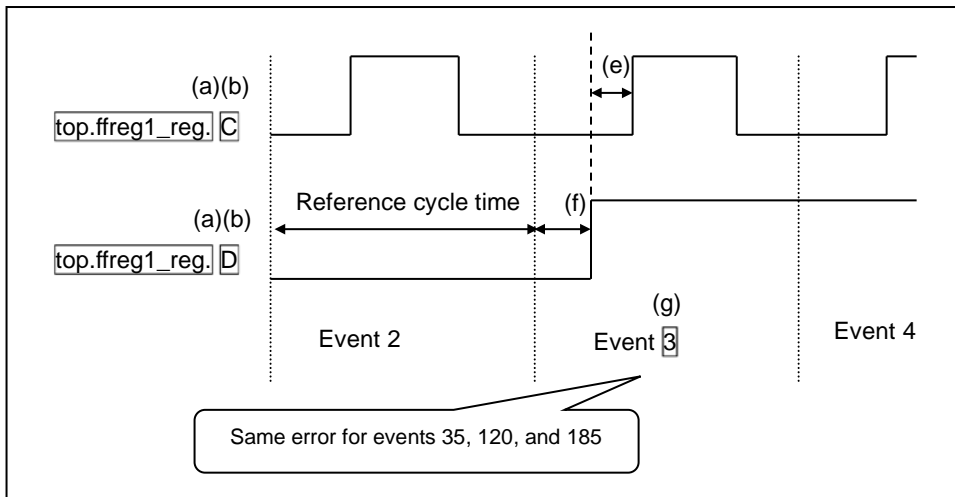 (e)
(a)(b)
top.ffreg1_reg. C
Reference cycle time
(f)
(a)(b)
top.ffreg1_reg. D
(g)
Event 2
Event 3
Event 4
Same error for events 35, 120, and 185